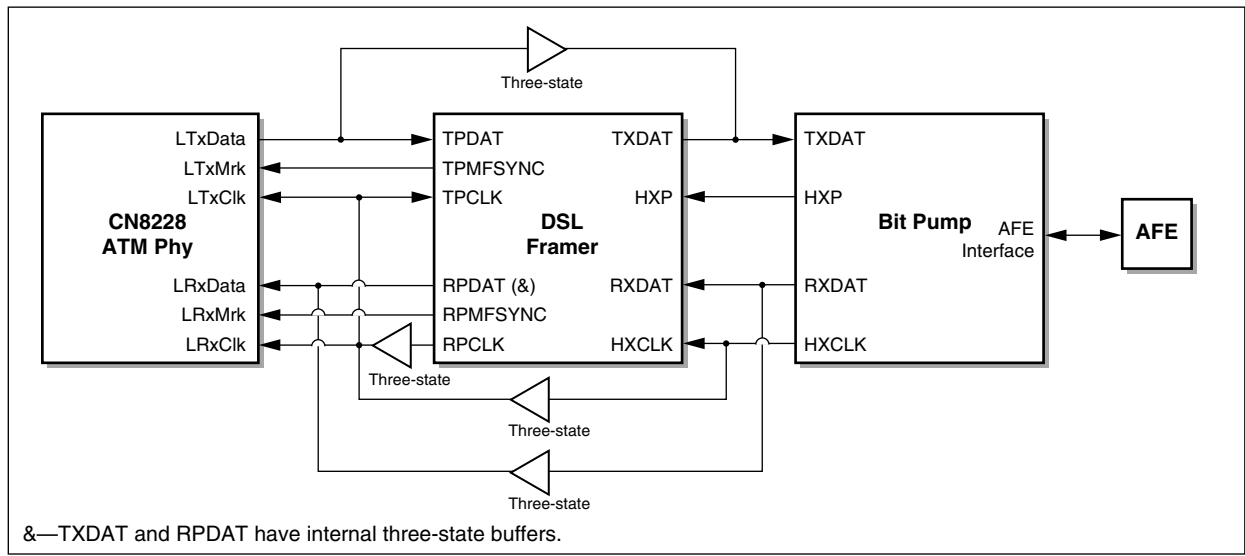 Three-state
LTxData
LTxMrk
LTxClk
CN8228
ATM Phy
LRxData
LRxMrk
LRxClk
TPDAT
TPMFSYNC
TPCLK
DSL
Framer
RPDAT (&)
RPMFSYNC
RPCLK
TXDAT
HXP
RXDAT
HXCLK
TXDAT
HXP
Bit Pump
AFE
Interface
RXDAT
HXCLK
AFE
Three-state
Three-state
Three-state
&—TXDAT and RPDAT have internal three-state buffers.